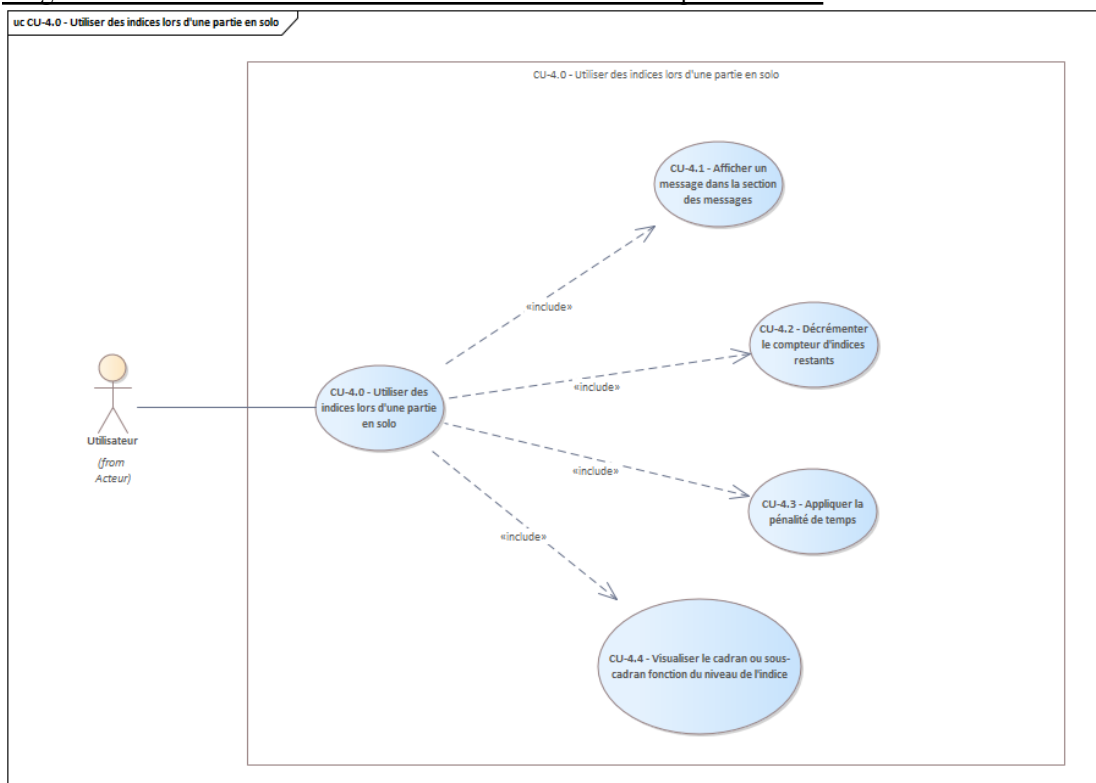 uc CU-4.0 - Utiliser des indices lors d'une partie en solo
CU-4.0 - Utiliser des indices lors d'une partie en solo
CU-4.1 - Afficher un
message dans la section
des messages
«include»
CU-4.2 - Décrémenter
le compteur d'indices
restants
«include»
CU-4.0 - Utiliser des
indices lors d'une partie
en solo
Utilisateur
(from
Acteur)
«include»
CU-4.3 - Appliquer la
pénalité de temps
«include»
CU-4.4 - Visualiser le cadran ou sous-
cadran fonction du niveau de l'indice